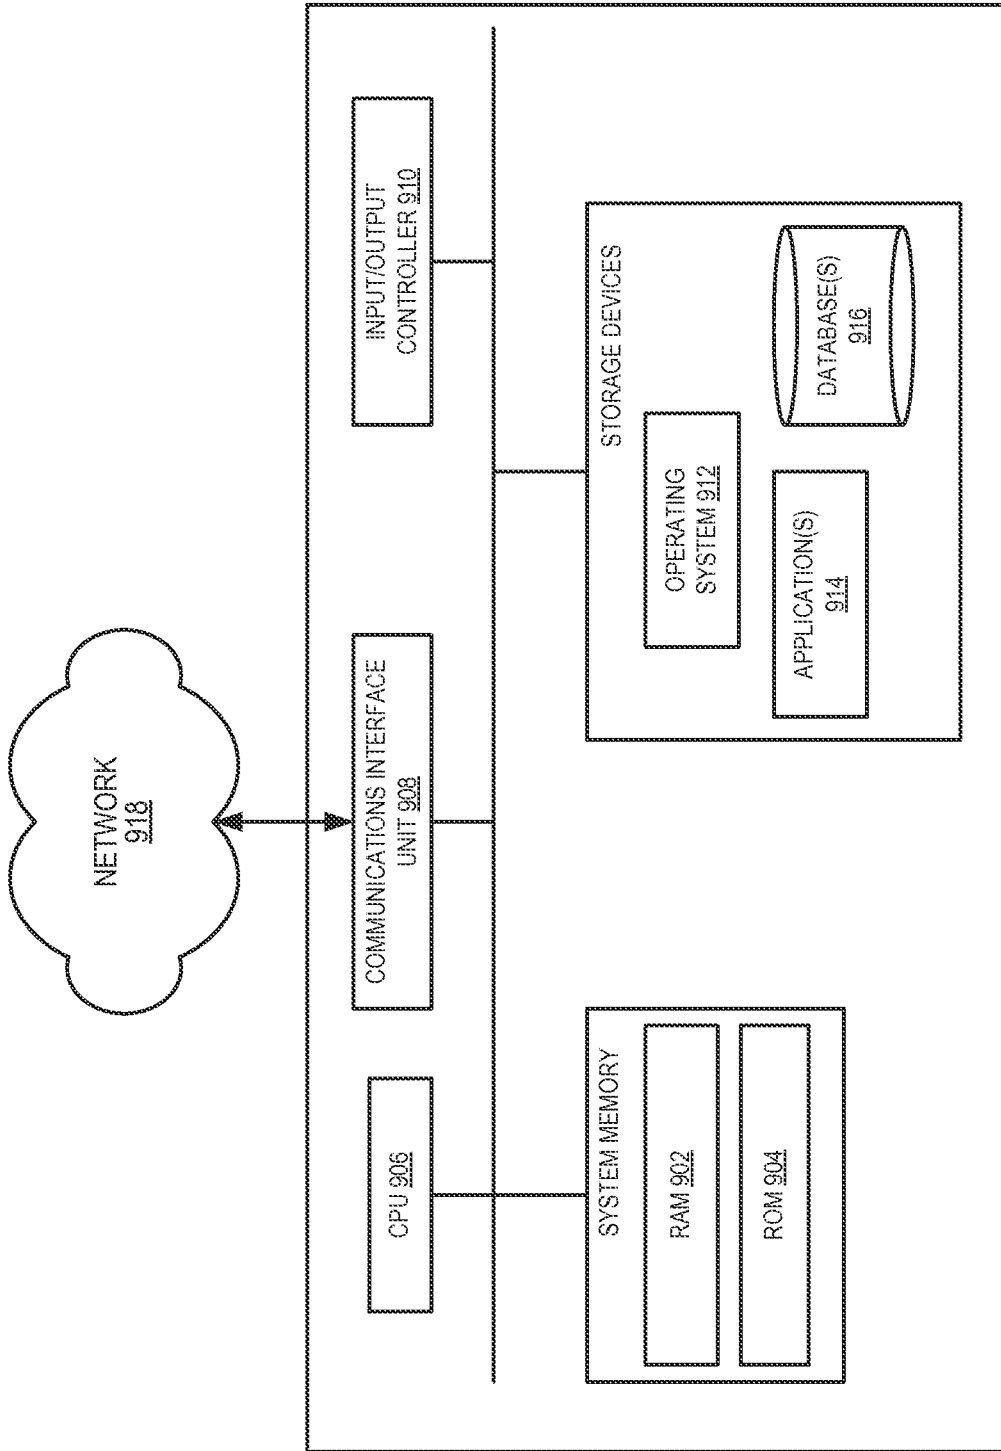 NETWORK
918
CPU 906
COMMUNICATIONS INTERFACE
UNIT 908
INPUT/OUTPUT
CONTROLLER 910
SYSTEM MEMORY
RAM 902
ROM 904
STORAGE DEVICES
OPERATING
SYSTEM 912
APPLICATION(S)
914
DATABASE(S)
916